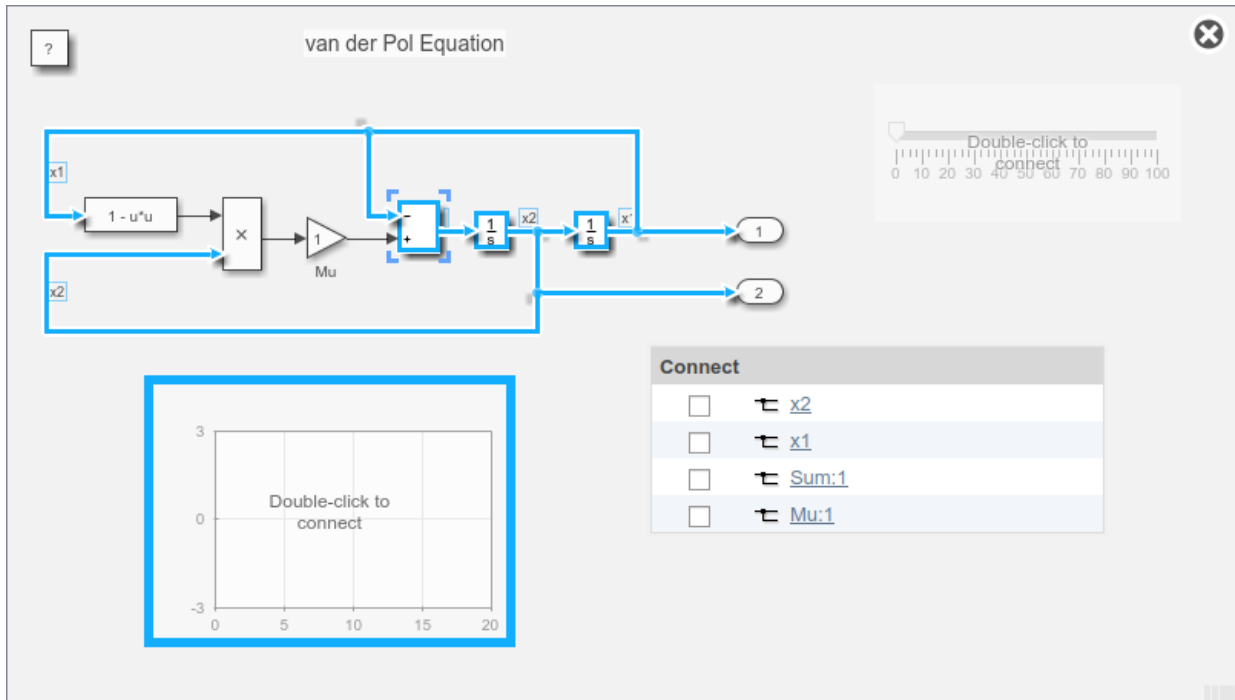 ?
van der Pol Equation
Double-click to
connect
0 10 20 30 40 50 60 70 80 90 100
x1
1 - u*u
×
1
Mu
−
+
1
s
x2
1
s
1
2
x2
Connect
x2
x1
Sum:1
Mu:1
3
0
-3
Double-click to
connect
0 5 10 15 20